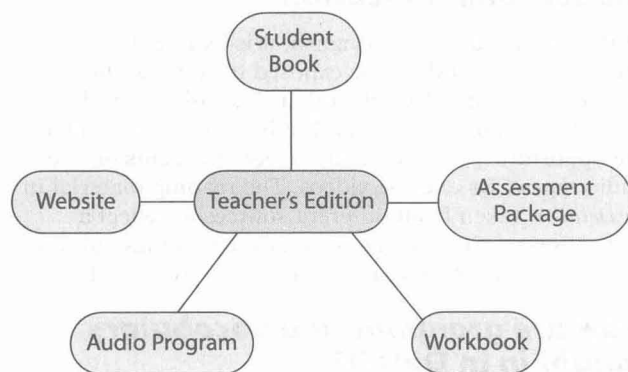 Student
Book
Website
Teacher's Edition
Assessment
Package
Audio Program
Workbook